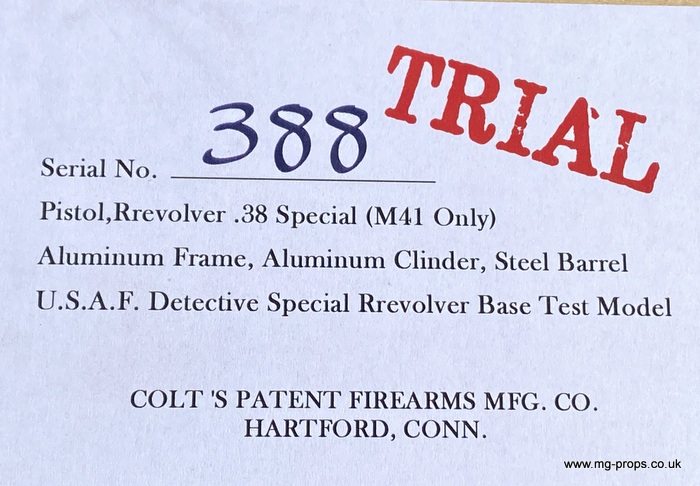 TRIAL
Serial No. 388
Pistol,Rrevolver .38 Special (M41 Only)
Aluminum Frame, Aluminum Clinder, Steel Barrel
U.S.A.F. Detective Special Rrevolver Base Test Model
COLT 'S PATENT FIREARMS MFG. CO.
HARTFORD, CONN.
www.mg-props.co.uk